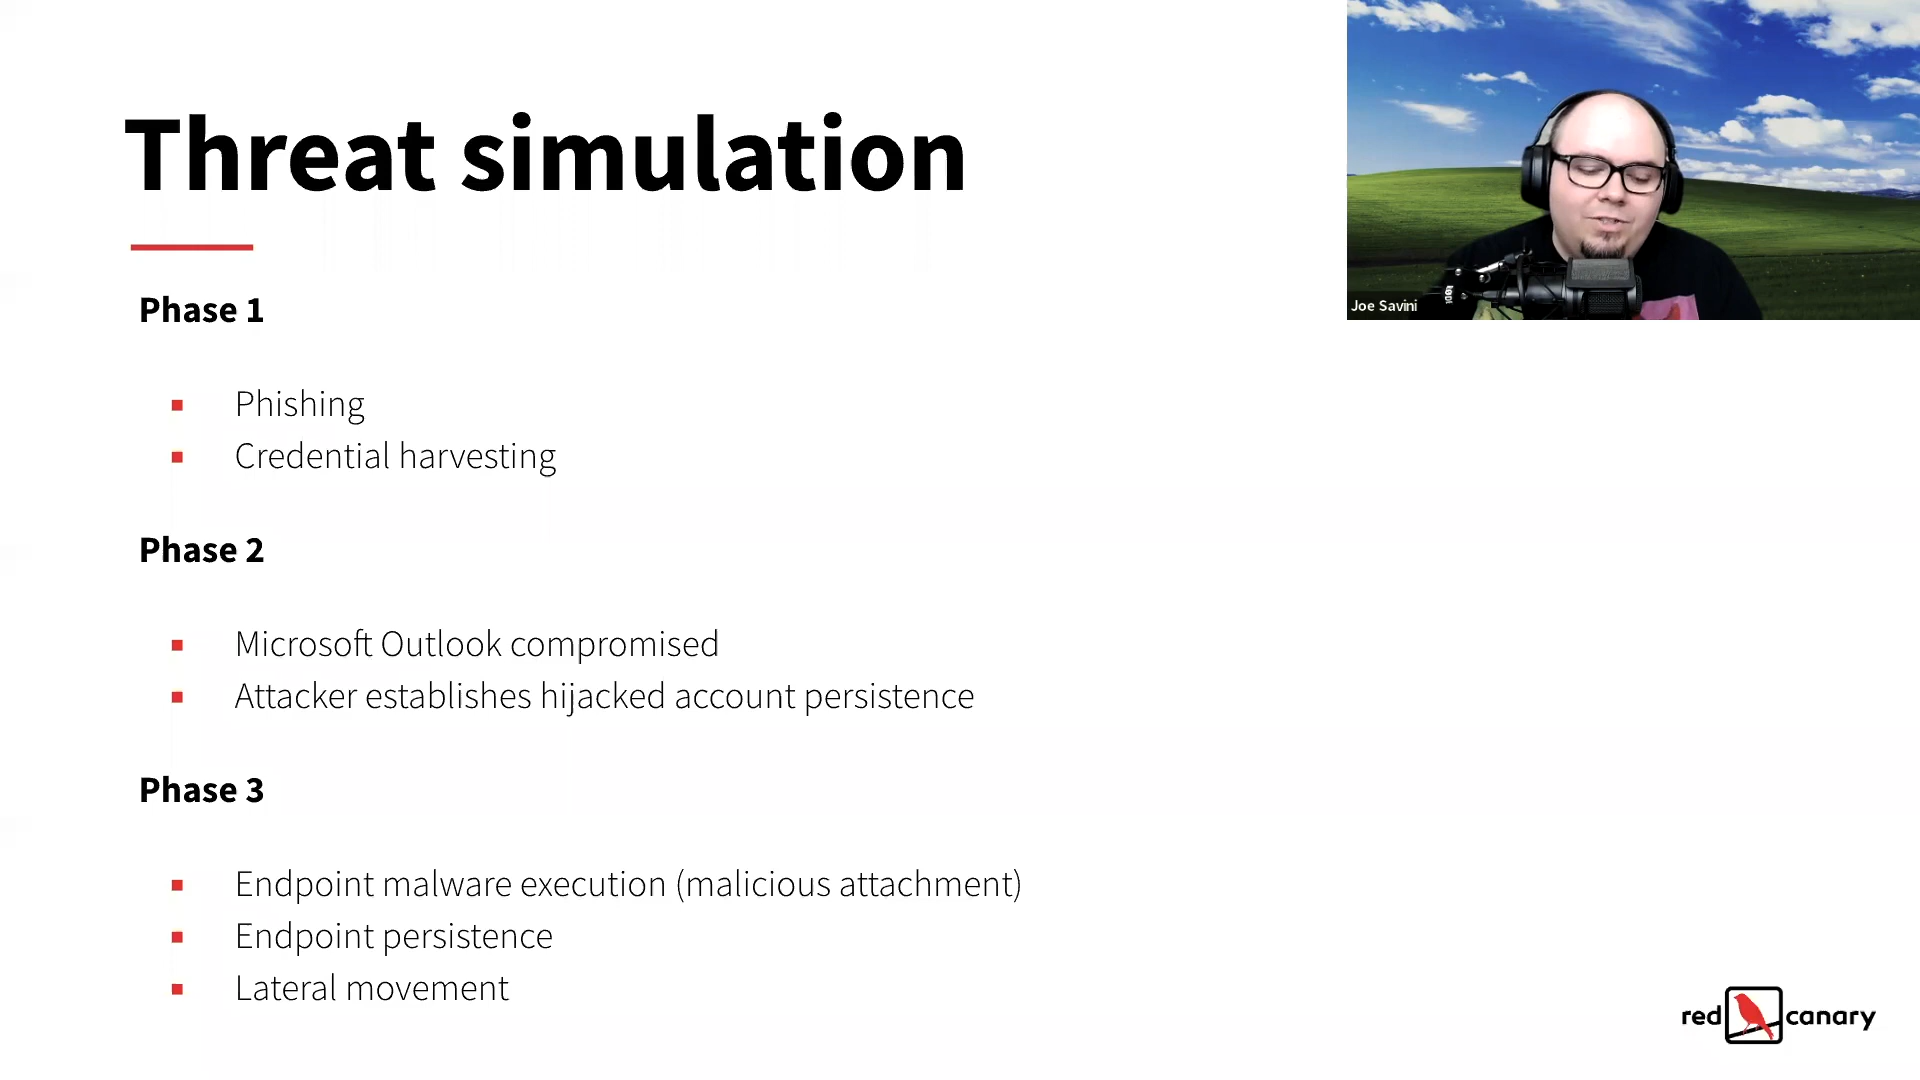 Threat simulation
Phase 1
Phishing
Credential harvesting
Phase 2
Microsoft Outlook compromised
Attacker establishes hijacked account persistence
Phase 3
Endpoint malware execution (malicious attachment)
Endpoint persistence
Lateral movement
Joe Savini
red canary